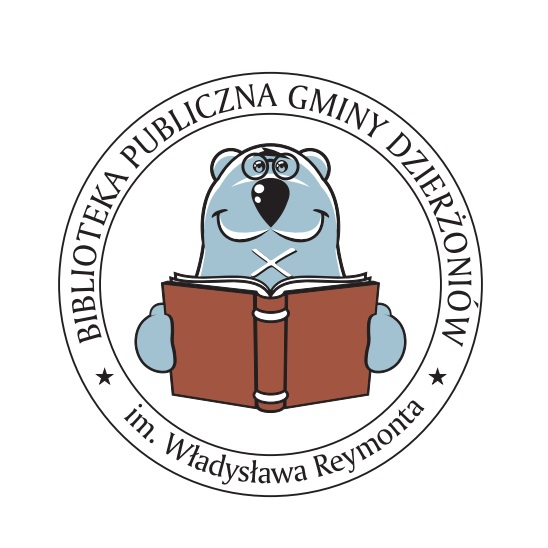 BIBLIOTEKA PUBLICZNA GMINY DZIERŻONIÓW
im. Władysława Reymonta